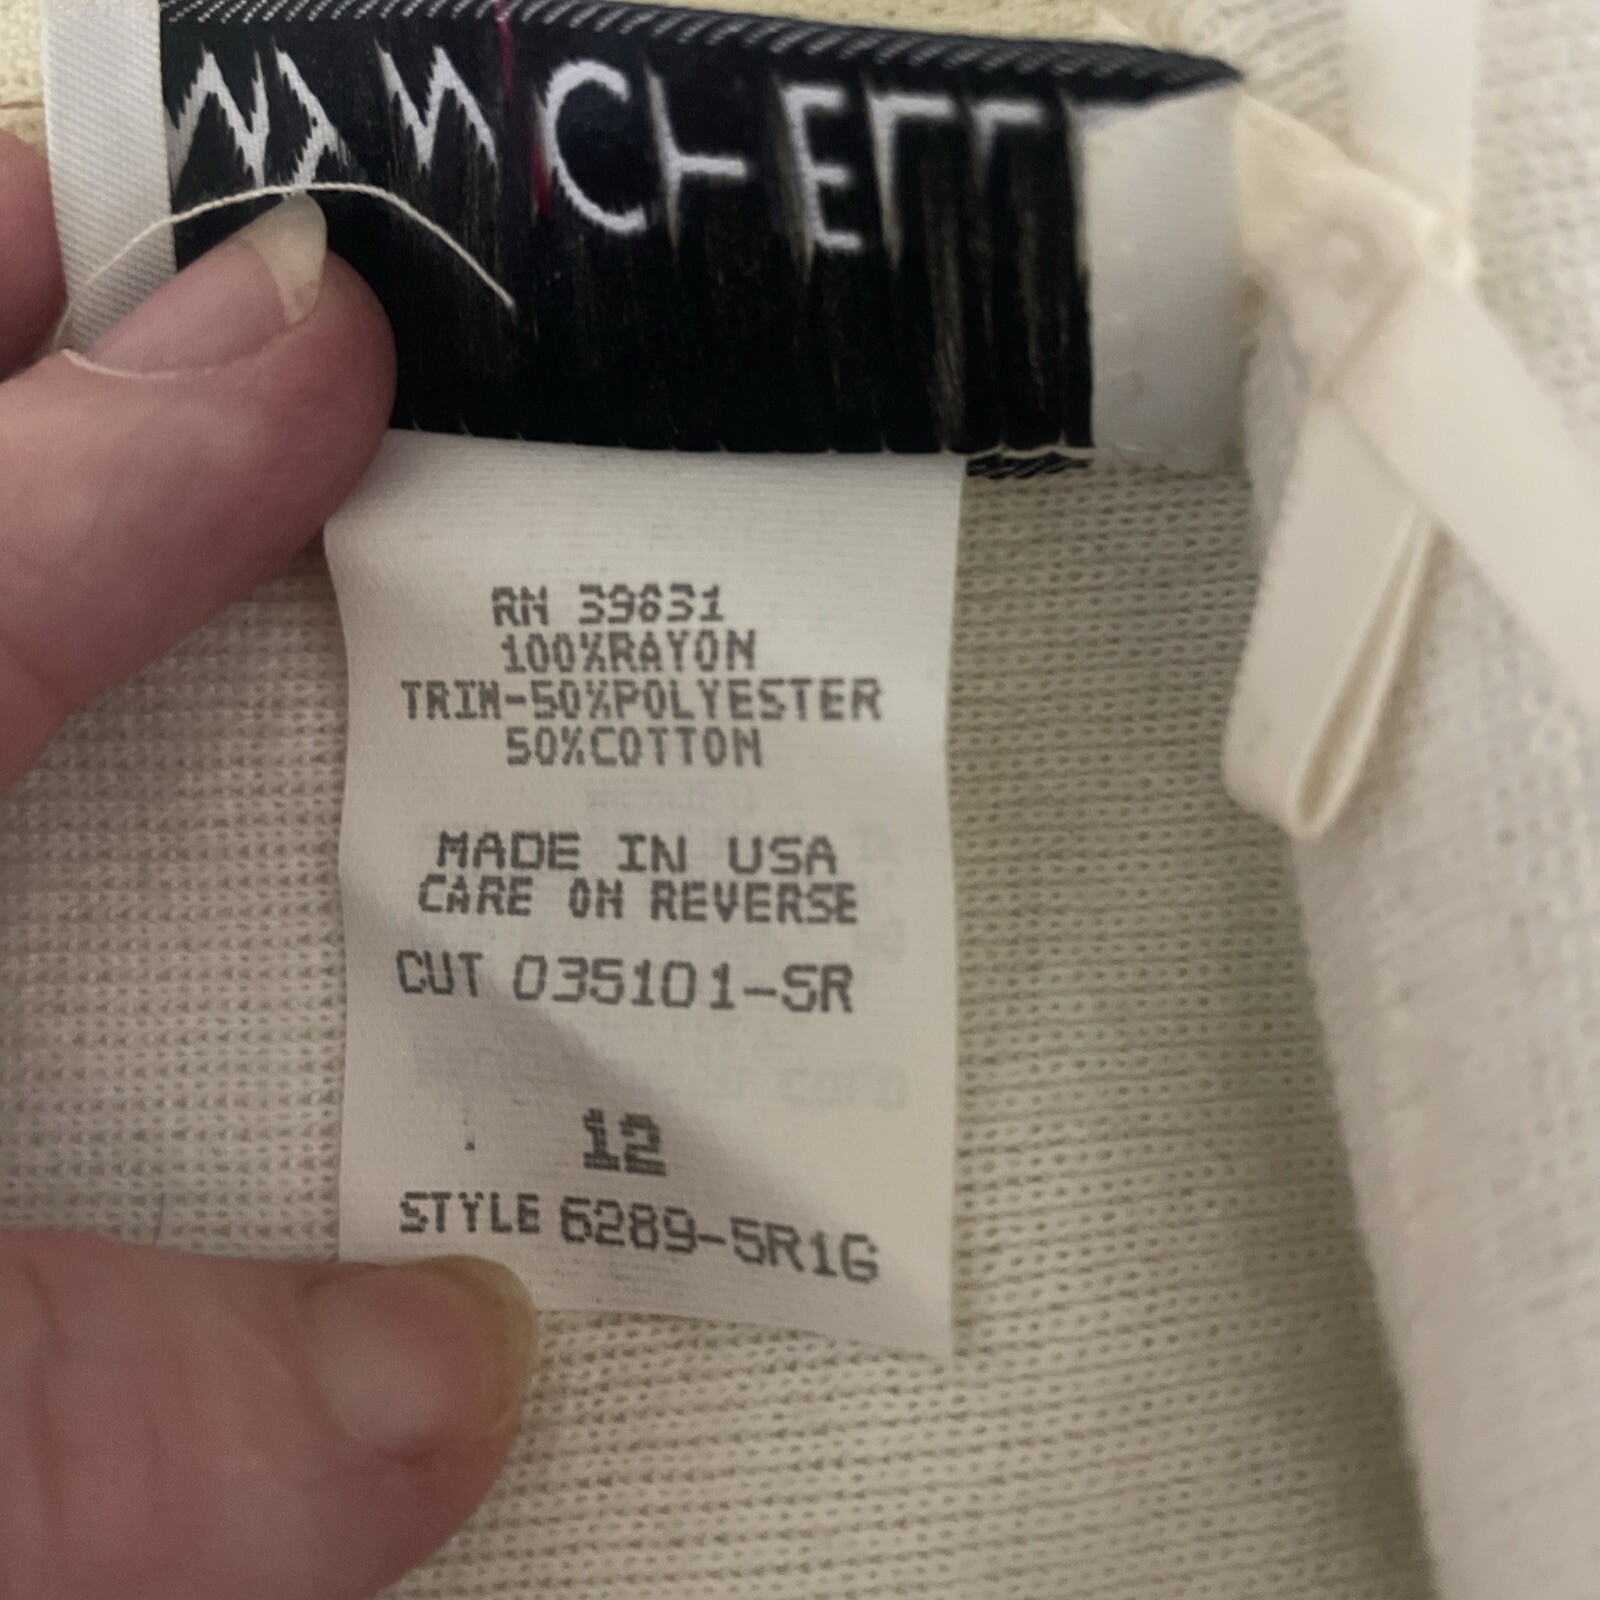 RN 39631
100%RAYON
TRIM-50%POLYESTER
50%COTTON
MADE IN USA
CARE ON REVERSE
CUT 035101-SR
12
STYLE 6289-5R1G